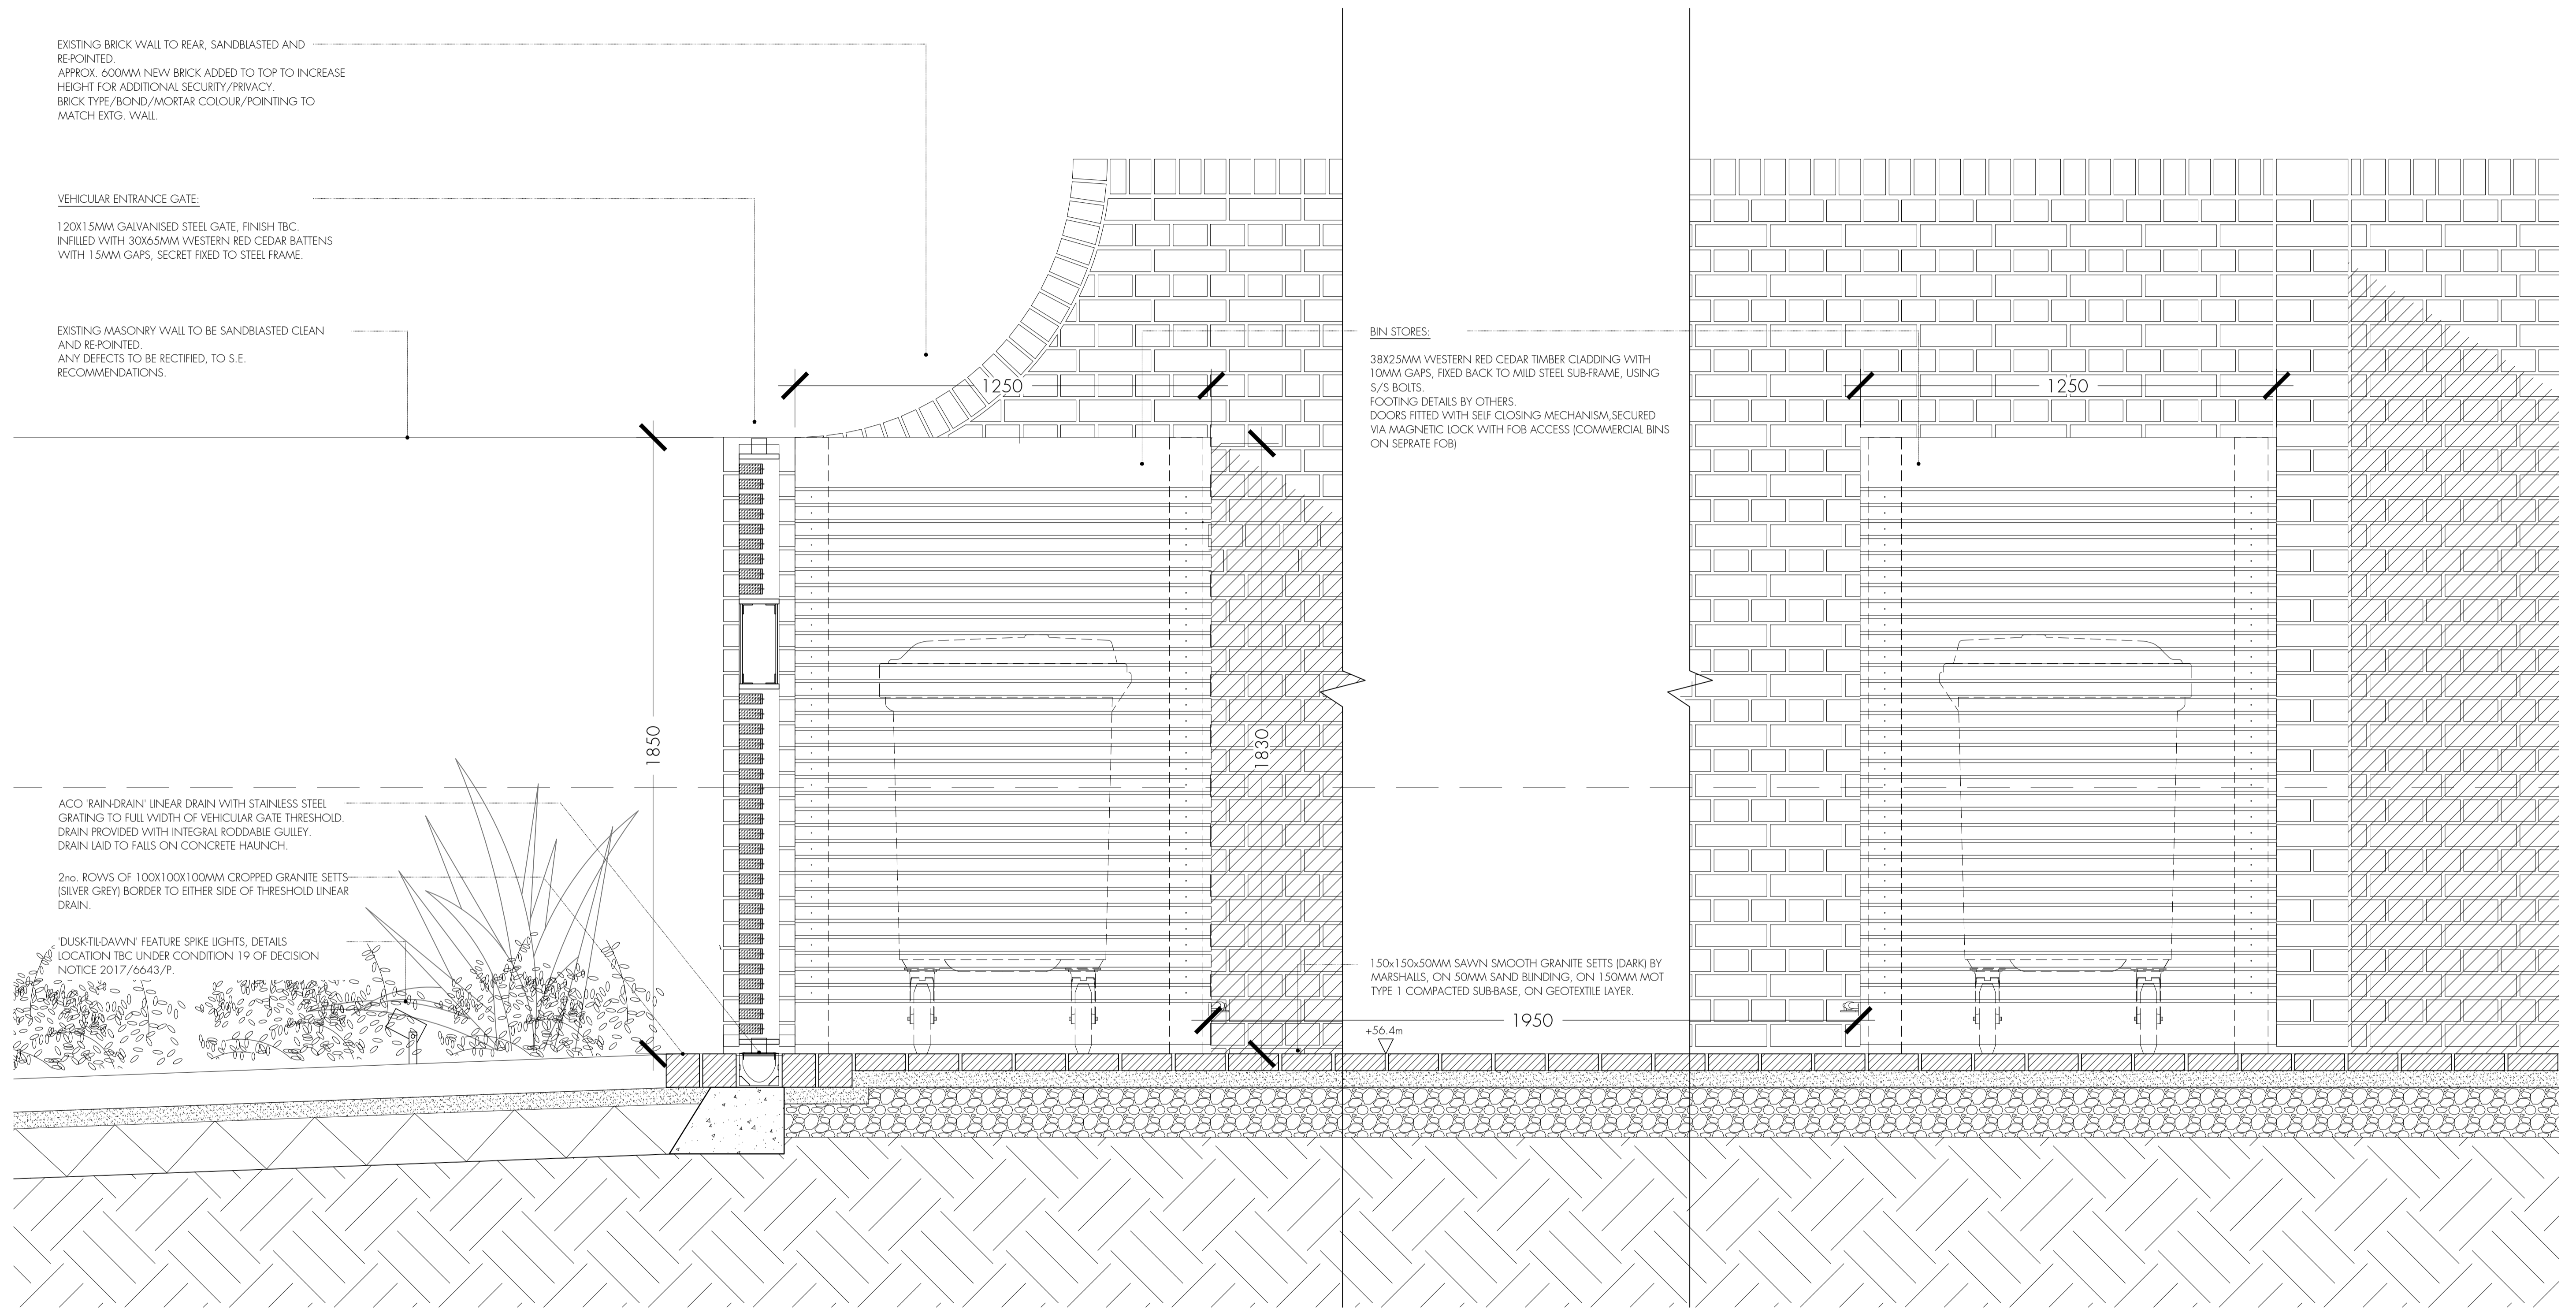 EXISTING BRICK WALL TO REAR, SANDBLASTED AND
RE-POINTED.
APPROX. 600MM NEW BRICK ADDED TO TOP TO INCREASE
HEIGHT FOR ADDITIONAL SECURITY/PRIVACY.
BRICK TYPE/BOND/MORTAR COLOUR/POINTING TO
MATCH EXTG. WALL.
VEHICULAR ENTRANCE GATE:
120X15MM GALVANISED STEEL GATE, FINISH TBC.
INFILLED WITH 30X65MM WESTERN RED CEDAR BATTENS
WITH 15MM GAPS, SECRET FIXED TO STEEL FRAME.
EXISTING MASONRY WALL TO BE SANDBLASTED CLEAN
AND RE-POINTED.
ANY DEFECTS TO BE RECTIFIED, TO S.E.
RECOMMENDATIONS.
BIN STORES:
38X25MM WESTERN RED CEDAR TIMBER CLADDING WITH
10MM GAPS, FIXED BACK TO MILD STEEL SUB-FRAME, USING
S/S BOLTS.
FOOTING DETAILS BY OTHERS.
DOORS FITTED WITH SELF CLOSING MECHANISM,SECURED
VIA MAGNETIC LOCK WITH FOB ACCESS (COMMERCIAL BINS
ON SEPRATE FOB)
1250
1250
1850
1830
ACO 'RAIN-DRAIN' LINEAR DRAIN WITH STAINLESS STEEL
GRATING TO FULL WIDTH OF VEHICULAR GATE THRESHOLD.
DRAIN PROVIDED WITH INTEGRAL RODDABLE GULLEY.
DRAIN LAID TO FALLS ON CONCRETE HAUNCH.
2no. ROWS OF 100X100X100MM CROPPED GRANITE SETTS
(SILVER GREY) BORDER TO EITHER SIDE OF THRESHOLD LINEAR
DRAIN.
'DUSK-TIL-DAWN' FEATURE SPIKE LIGHTS, DETAILS
LOCATION TBC UNDER CONDITION 19 OF DECISION
NOTICE 2017/6643/P.
150x150x50MM SAWN SMOOTH GRANITE SETTS (DARK) BY
MARSHALLS, ON 50MM SAND BLINDING, ON 150MM MOT
TYPE 1 COMPACTED SUB-BASE, ON GEOTEXTILE LAYER.
1950
+56.4m